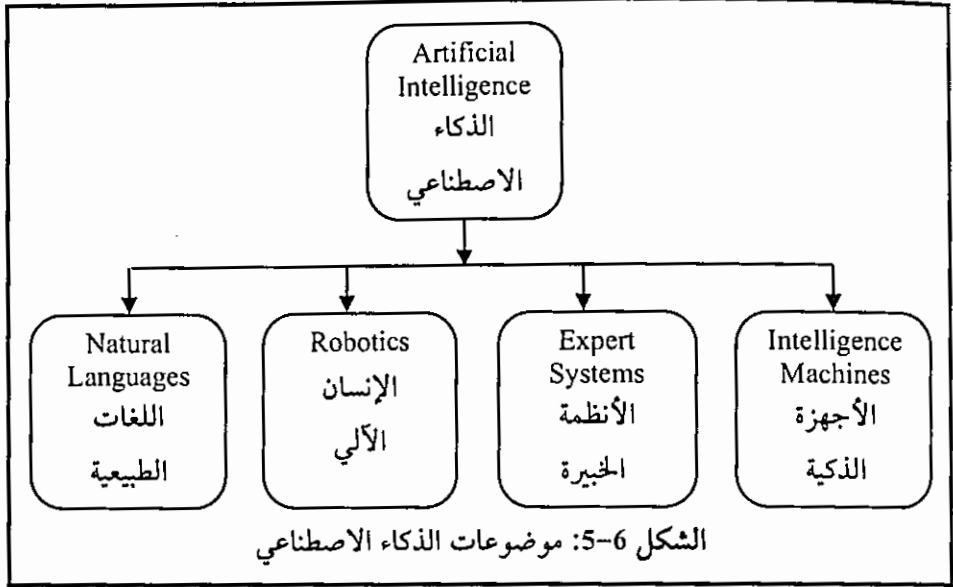 Artificial
Intelligence
الذكاء
الاصطناعي
Natural
Languages
اللغات
الطبيعية
Robotics
الإنسان
الآلي
Expert
Systems
الأنظمة
الخبيرة
Intelligence
Machines
الأجهزة
الذكية
الشكل 6-5: موضوعات الذكاء الاصطناعي